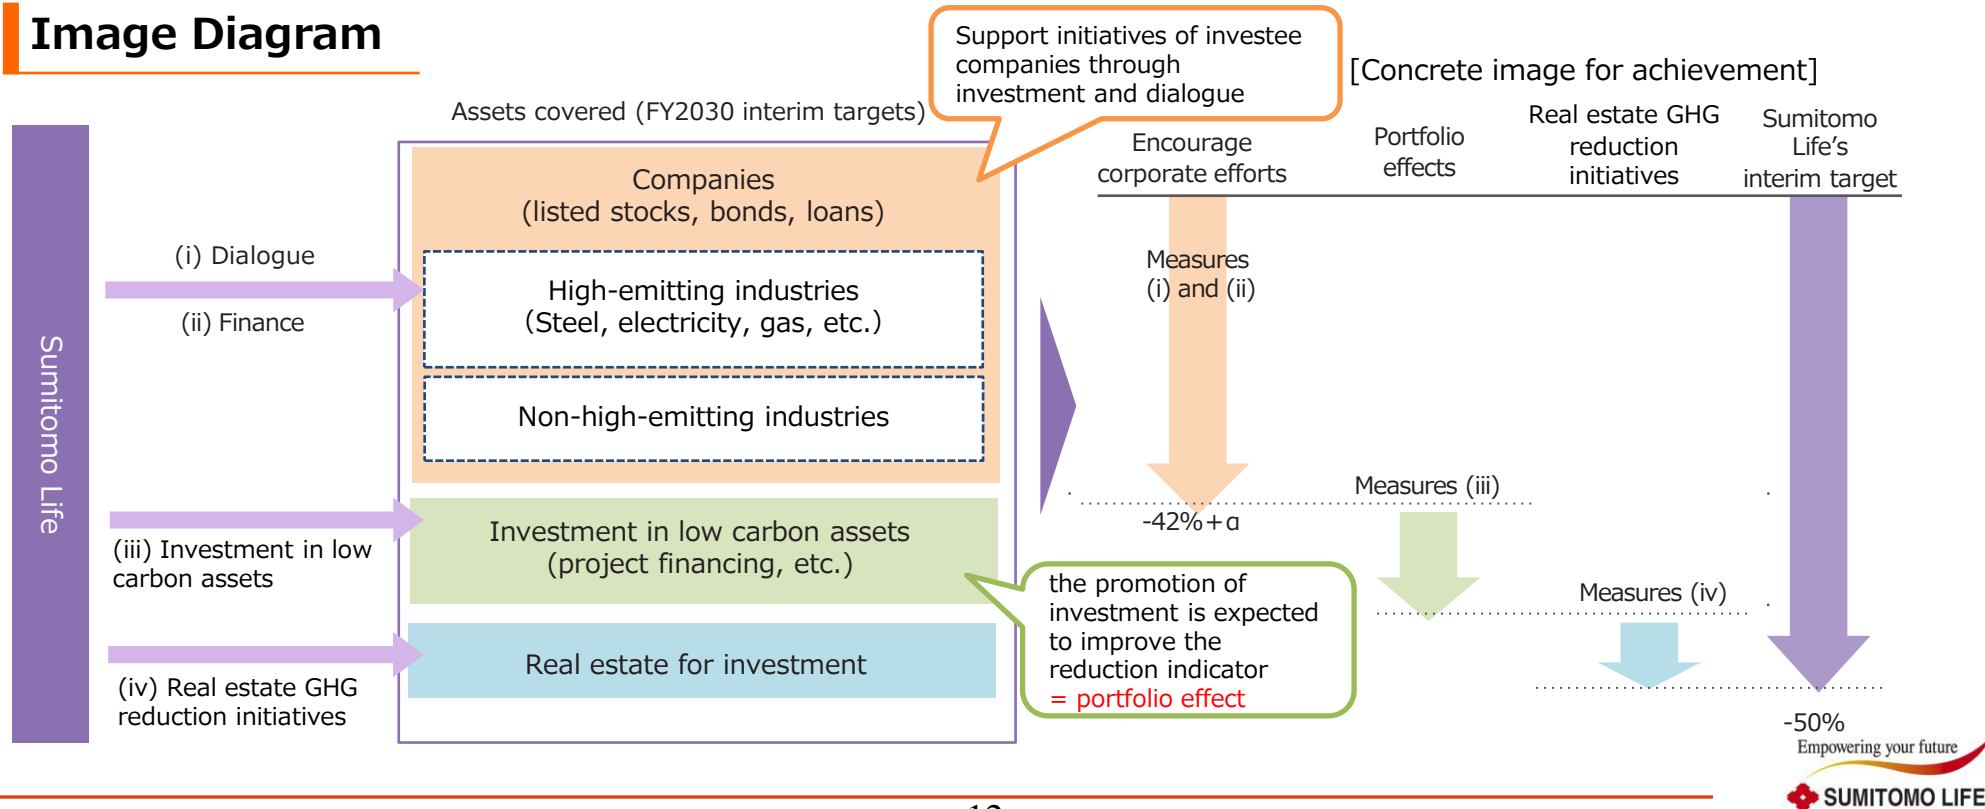 Image Diagram
Support initiatives of investee
companies through
investment and dialogue
[Concrete image for achievement]
Assets covered (FY2030 interim targets)
Encourage
corporate efforts
Portfolio
effects
Real estate GHG
reduction
initiatives
Sumitomo
Life’s
interim target
Sumitomo Life
(i) Dialogue
(ii) Finance
(iii) Investment in low
carbon assets
(iv) Real estate GHG
reduction initiatives
Companies
(listed stocks, bonds, loans)
High-emitting industries
(Steel, electricity, gas, etc.)
Non-high-emitting industries
Investment in low carbon assets
(project financing, etc.)
Real estate for investment
Measures
(i) and (ii)
-42%+α
Measures (iii)
Measures (iv)
the promotion of
investment is expected
to improve the
reduction indicator
= portfolio effect
-50%
Empowering your future
SUMITOMO LIFE